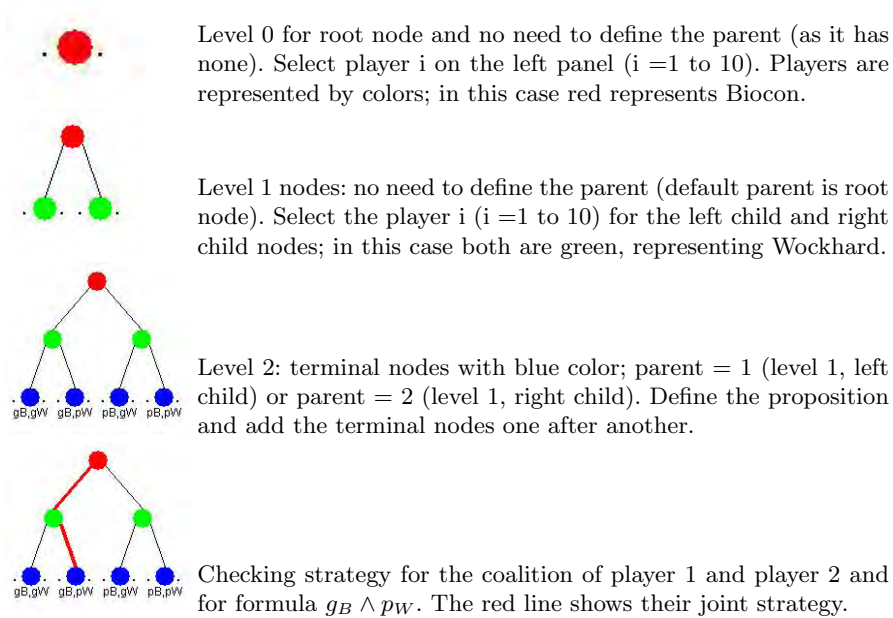 Level 0 for root node and no need to define the parent (as it has
none). Select player i on the left panel (i =1 to 10). Players are
represented by colors; in this case red represents Biocon.
Level 1 nodes: no need to define the parent (default parent is root
node). Select the player i (i =1 to 10) for the left child and right
child nodes; in this case both are green, representing Wockhard.
gB,gW gB,pW pB,gW pB,pW
Level 2: terminal nodes with blue color; parent = 1 (level 1, left
child) or parent = 2 (level 1, right child). Define the proposition
and add the terminal nodes one after another.
gB,gW gB,pW pB,gW pB,pW
Checking strategy for the coalition of player 1 and player 2 and
for formula g_B ∧ p_W. The red line shows their joint strategy.